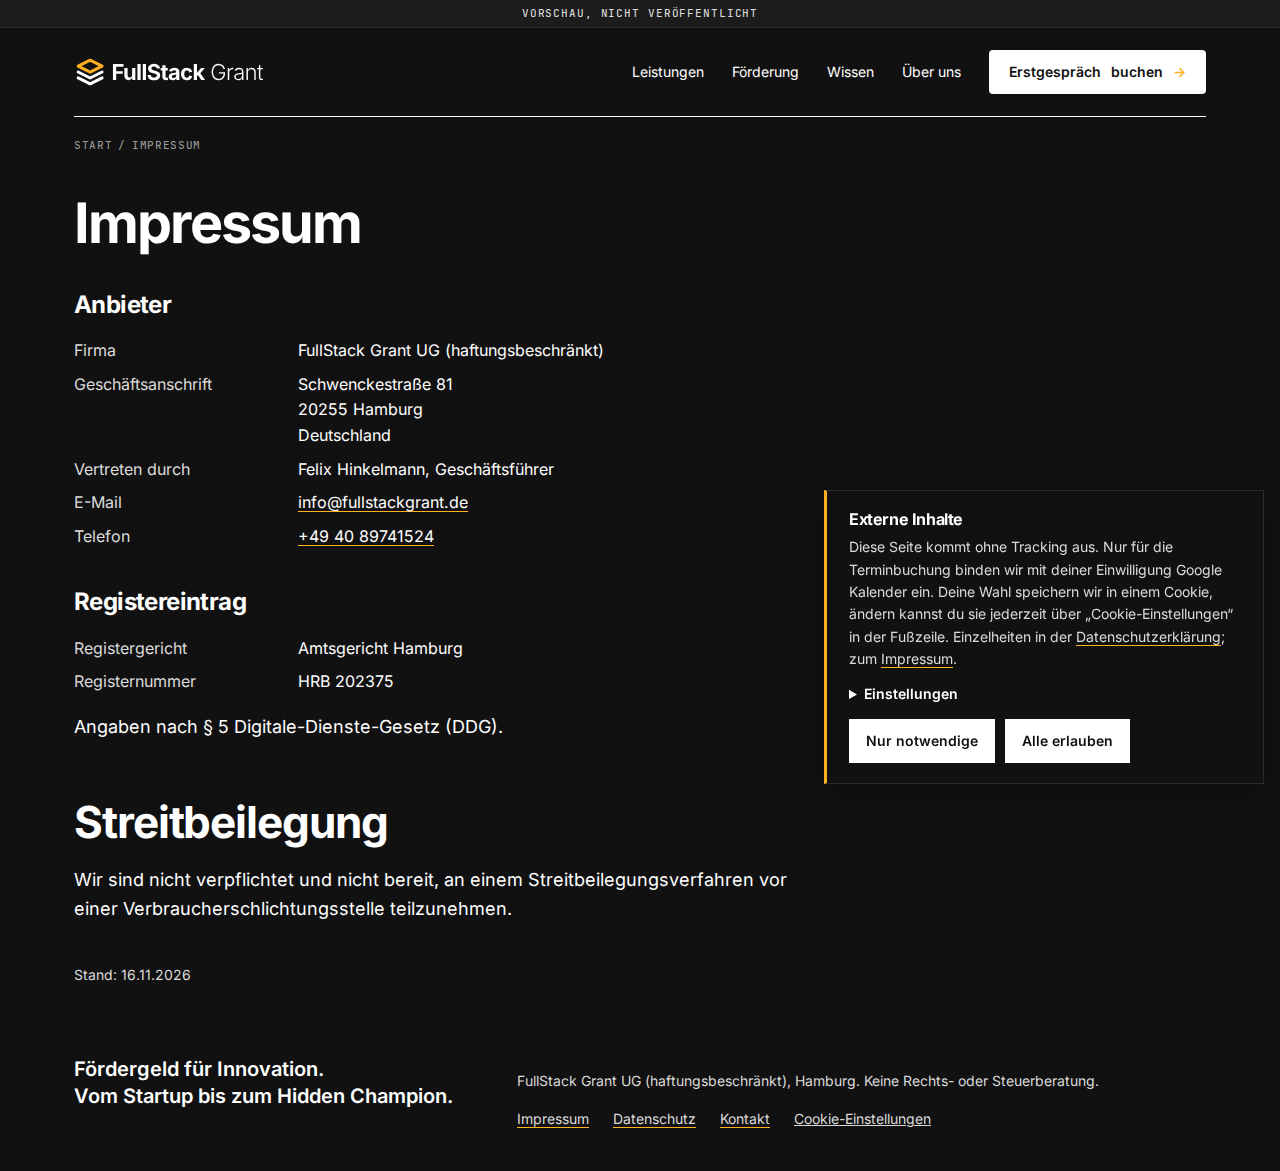 VORSCHAU, NICHT VERÖFFENTLICHT
FullStack Grant
Leistungen
Förderung
Wissen
Über uns
Erstgespräch buchen →
START / IMPRESSUM
Impressum
Anbieter
Firma
FullStack Grant UG (haftungsbeschränkt)
Geschäftsanschrift
Schwenckestraße 81
20255 Hamburg
Deutschland
Vertreten durch
Felix Hinkelmann, Geschäftsführer
E-Mail
info@fullstackgrant.de
Telefon
+49 40 89741524
Registereintrag
Registergericht
Amtsgericht Hamburg
Registernummer
HRB 202375
Angaben nach § 5 Digitale-Dienste-Gesetz (DDG).
Streitbeilegung
Wir sind nicht verpflichtet und nicht bereit, an einem Streitbeilegungsverfahren vor
einer Verbraucherschlichtungsstelle teilzunehmen.
Stand: 16.11.2026
Externe Inhalte
Diese Seite kommt ohne Tracking aus. Nur für die
Terminbuchung binden wir mit deiner Einwilligung Google
Kalender ein. Deine Wahl speichern wir in einem Cookie,
ändern kannst du sie jederzeit über „Cookie-Einstellungen“
in der Fußzeile. Einzelheiten in der Datenschutzerklärung;
zum Impressum.
Einstellungen
Nur notwendige
Alle erlauben
Fördergeld für Innovation.
Vom Startup bis zum Hidden Champion.
FullStack Grant UG (haftungsbeschränkt), Hamburg. Keine Rechts- oder Steuerberatung.
Impressum
Datenschutz
Kontakt
Cookie-Einstellungen